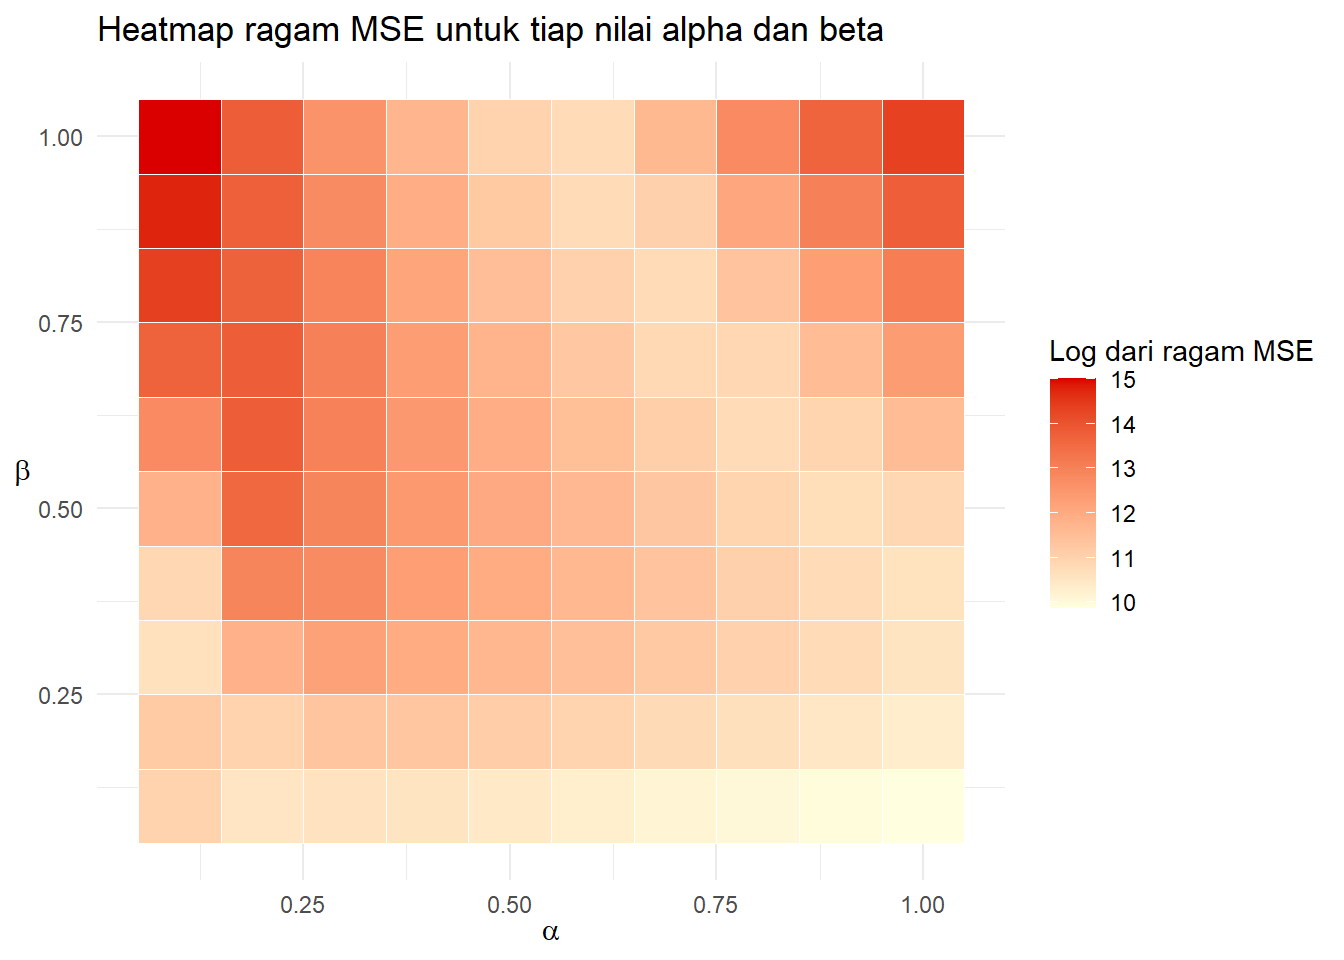 Heatmap ragam MSE untuk tiap nilai alpha dan beta
1.00
0.75
0.50
0.25
β
0.25 0.50 0.75 1.00
α
Log dari ragam MSE
15
14
13
12
11
10